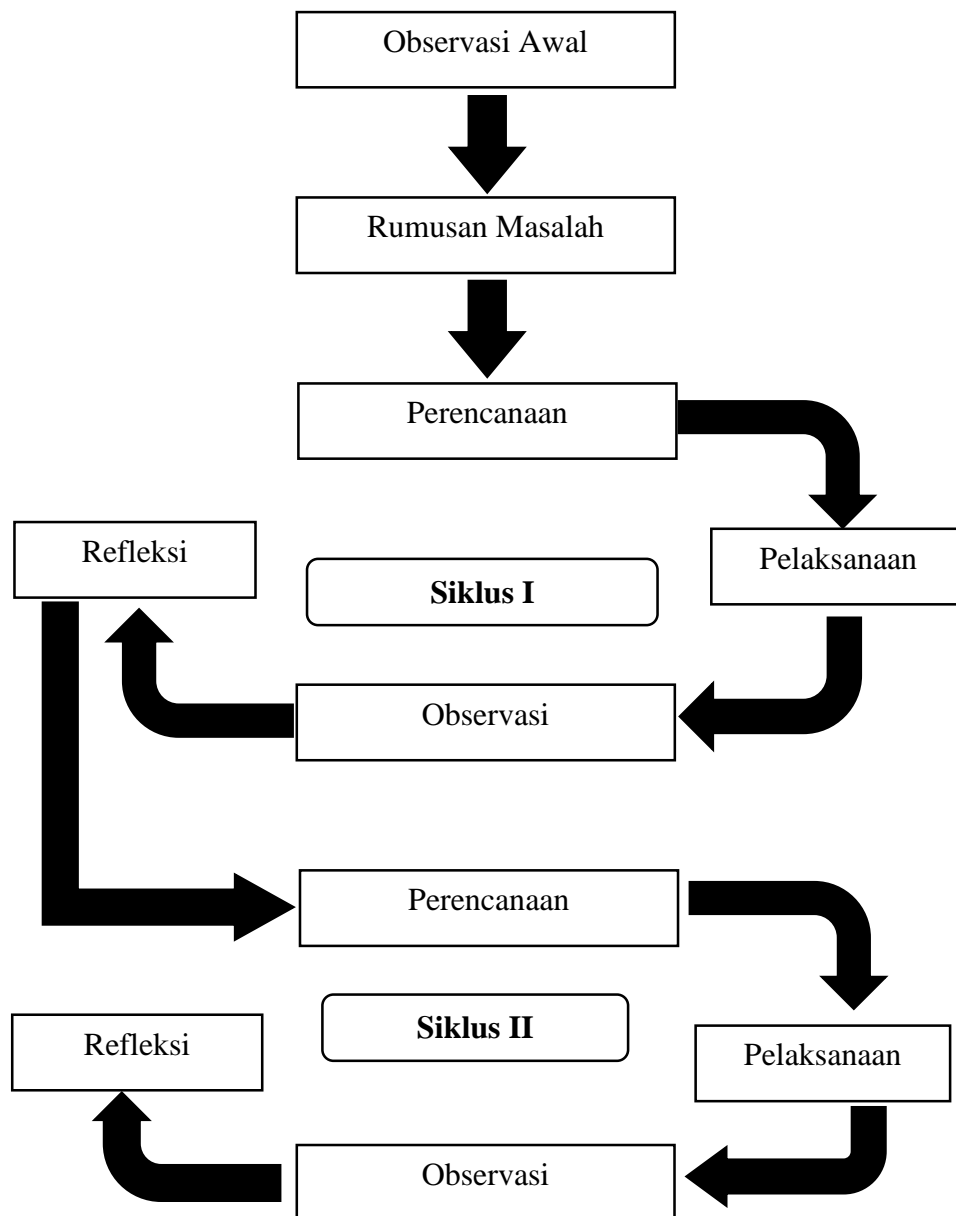 Observasi Awal
Rumusan Masalah
Perencanaan
Refleksi
Siklus I
Pelaksanaan
Observasi
Perencanaan
Refleksi
Siklus II
Pelaksanaan
Observasi